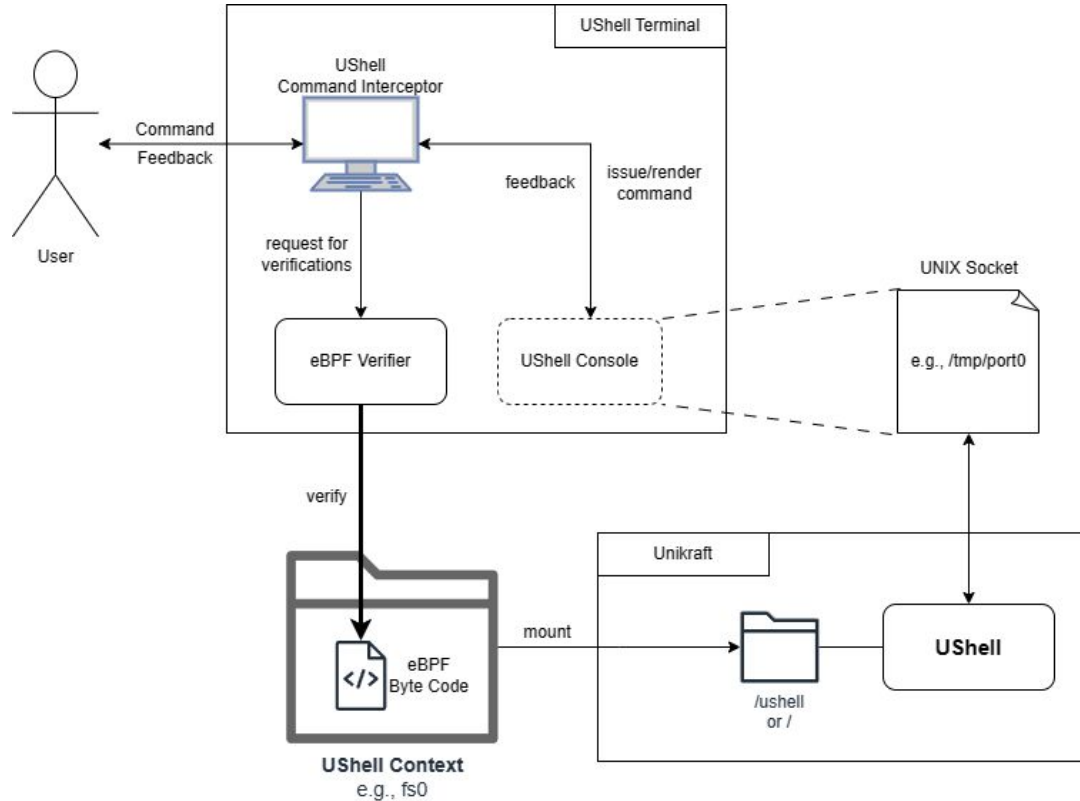 UShell Terminal
UShell
Command Interceptor
Command
Feedback
User
feedback
issue/render
command
request for
verifications
eBPF Verifier
UShell Console
UNIX Socket
e.g., /tmp/port0
verify
Unikraft
</>
eBPF
Byte Code
mount
/ushell
or /
UShell
UShell Context
e.g., fs0